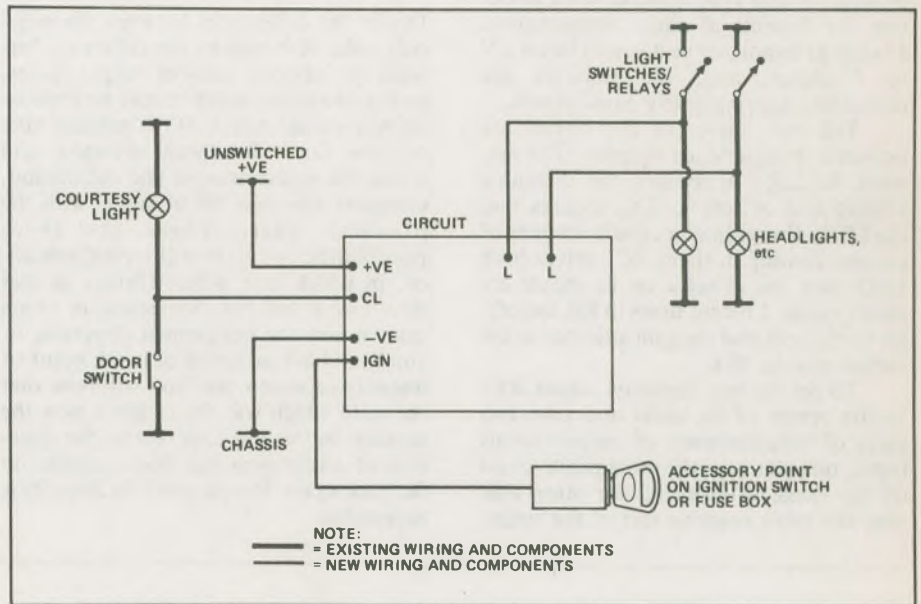 LIGHT
SWITCHES/
RELAYS
UNSWITCHED
+VE
COURTESY
LIGHT
CIRCUIT
HEADLIGHTS,
etc
L L
+VE
CL
-VE
IGN
DOOR
SWITCH
CHASSIS
ACCESSORY POINT
ON IGNITION SWITCH
OR FUSE BOX
NOTE:
= EXISTING WIRING AND COMPONENTS
= NEW WIRING AND COMPONENTS